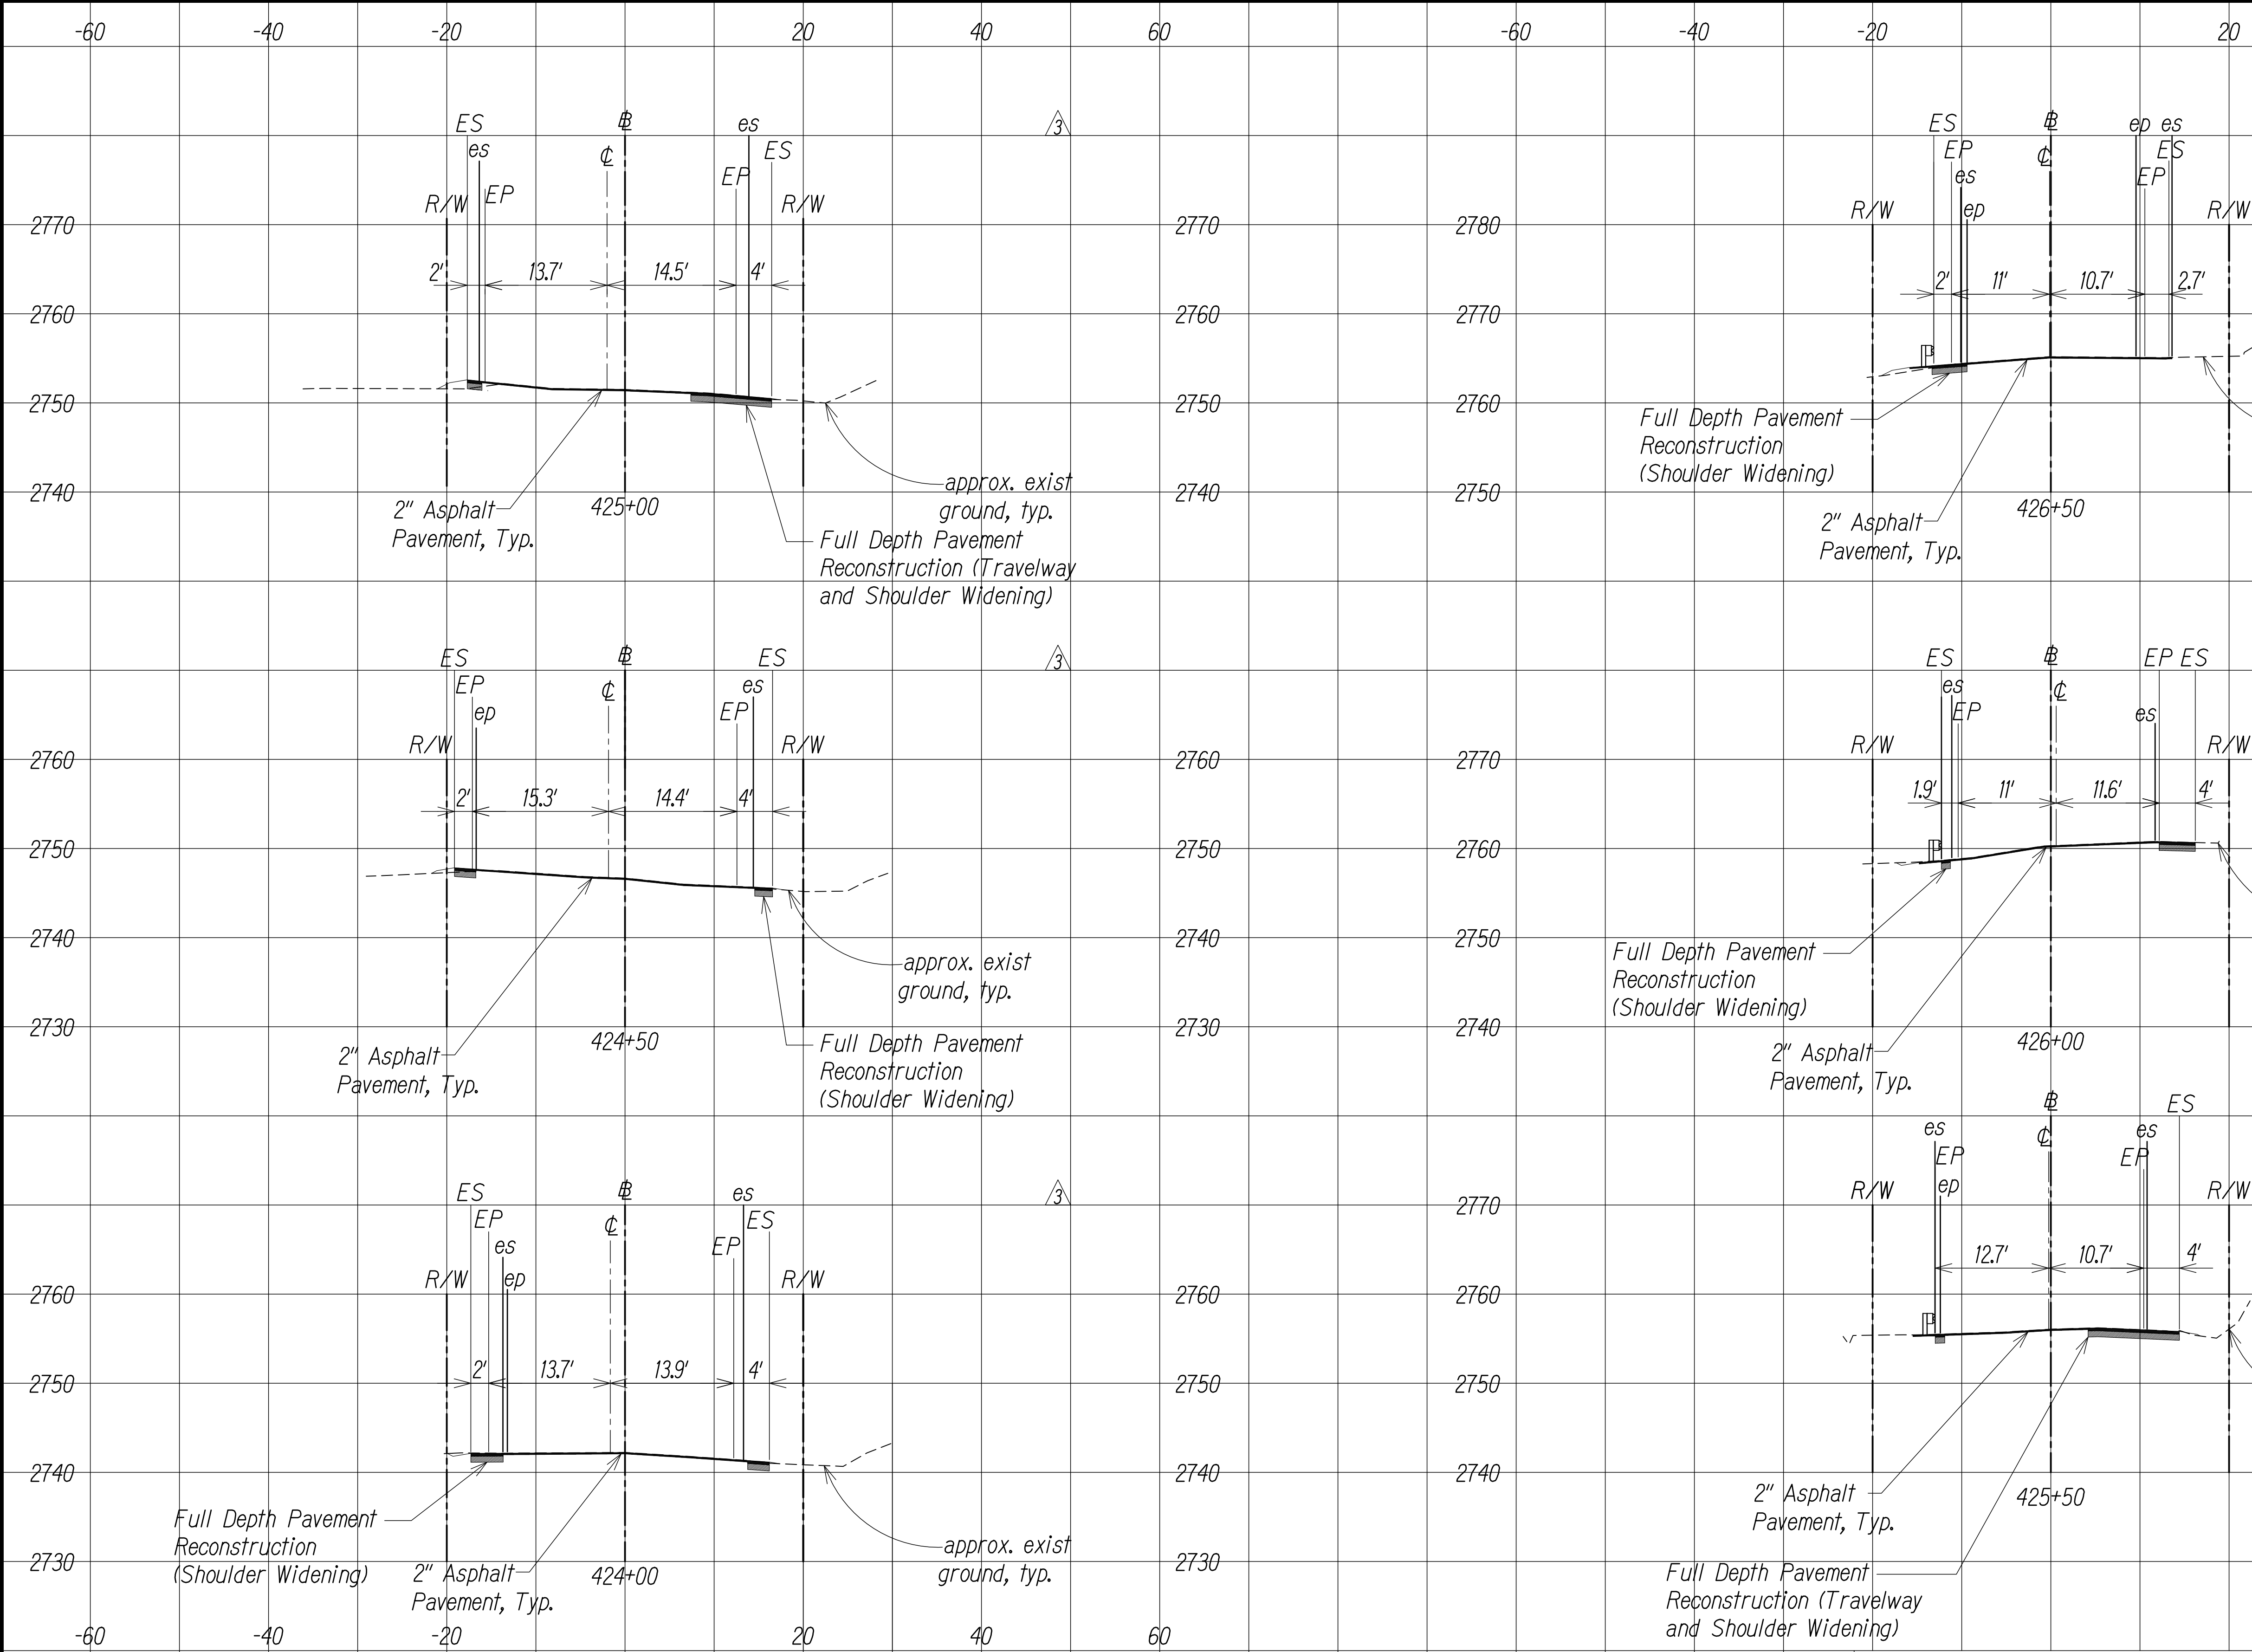 -60 -40 -20 20 40 60 -60 -40 -20 20
ES
es
EP
R/W
℄
es
ES
EP
R/W
3
2' 13.7' 14.5' 4'
2770 2770
2760 2760
2750 2750
2740 2740
2" Asphalt
Pavement, Typ.
425+00
approx. exist
ground, typ.
Full Depth Pavement
Reconstruction (Travelway
and Shoulder Widening)
ES
EP
ep
R/W
℄
ES
es
EP
R/W
3
2' 15.3' 14.4' 4'
2760 2760
2750 2750
2740 2740
2730 2730
2" Asphalt
Pavement, Typ.
424+50
approx. exist
ground, typ.
Full Depth Pavement
Reconstruction
(Shoulder Widening)
ES
EP
es
ep
R/W
℄
es
ES
EP
R/W
3
2' 13.7' 13.9' 4'
2760 2760
2750 2750
2740 2740
2730 2730
Full Depth Pavement
Reconstruction
(Shoulder Widening)
2" Asphalt
Pavement, Typ.
424+00
approx. exist
ground, typ.
ES
EP
es
ep
R/W
℄
ep es
ES
EP
R/W
2' 11' 10.7' 2.7'
2780
2770
2760
2750
Full Depth Pavement
Reconstruction
(Shoulder Widening)
2" Asphalt
Pavement, Typ.
426+50
ES
es
EP
R/W
℄
EP ES
es
R/W
1.9' 11' 11.6' 4'
2770
2760
2750
2740
Full Depth Pavement
Reconstruction
(Shoulder Widening)
2" Asphalt
Pavement, Typ.
426+00
es
EP
ep
R/W
℄
ES
es
EP
R/W
12.7' 10.7' 4'
2770
2760
2750
2740
2" Asphalt
Pavement, Typ.
425+50
Full Depth Pavement
Reconstruction (Travelway
and Shoulder Widening)
-60 -40 -20 20 40 60